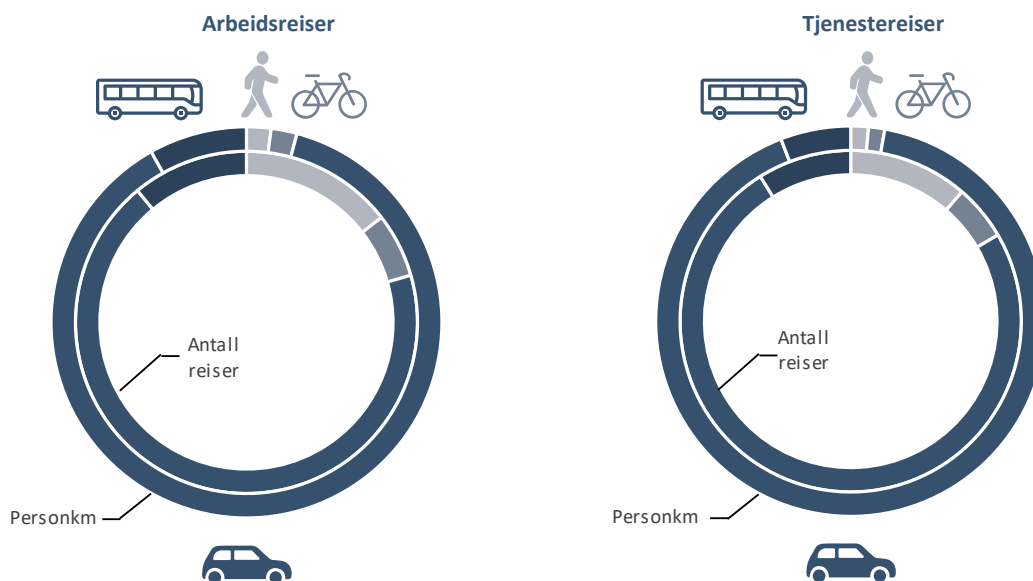 Arbeidsreiser
Tjenestereiser
Antall
reiser
Antall
reiser
Personkm
Personkm